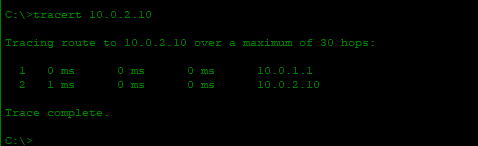 C:\>tracert 10.0.2.10
Tracing route to 10.0.2.10 over a maximum of 30 hops:
1 0 ms 0 ms 0 ms 10.0.1.1
2 1 ms 0 ms 0 ms 10.0.2.10
Trace complete.
C:\>